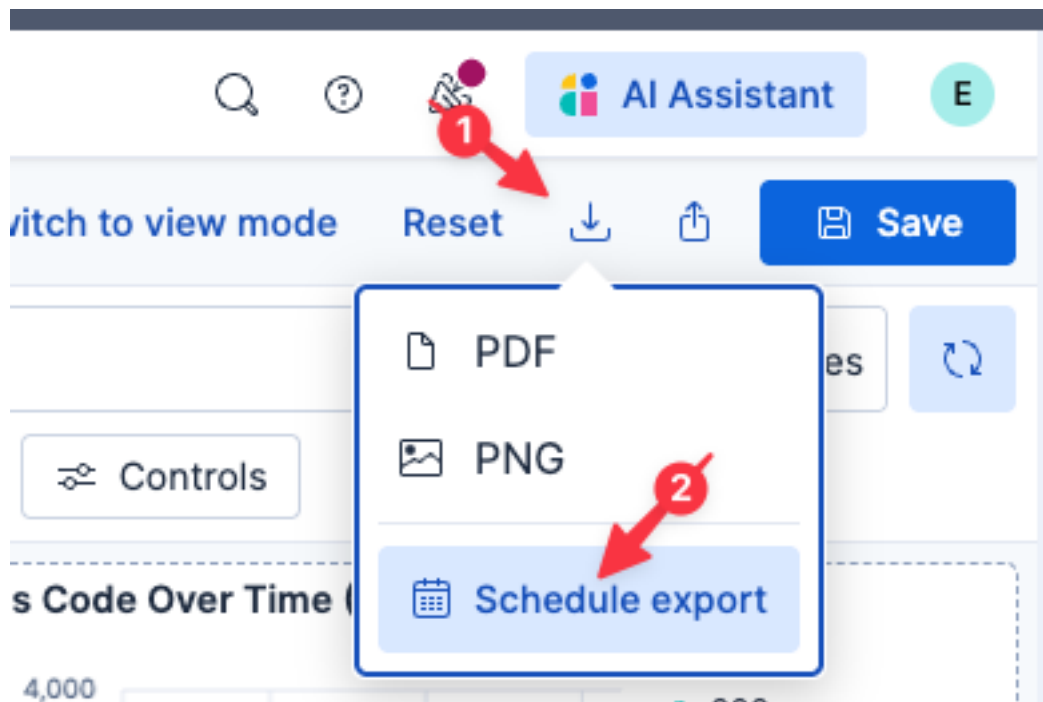 AI Assistant
E
1
vitch to view mode
Reset
Save
PDF
es
PNG
Controls
2
s Code Over Time (
Schedule export
4,000